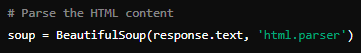 # Parse the HTML content
soup = BeautifulSoup(response.text, 'html.parser')